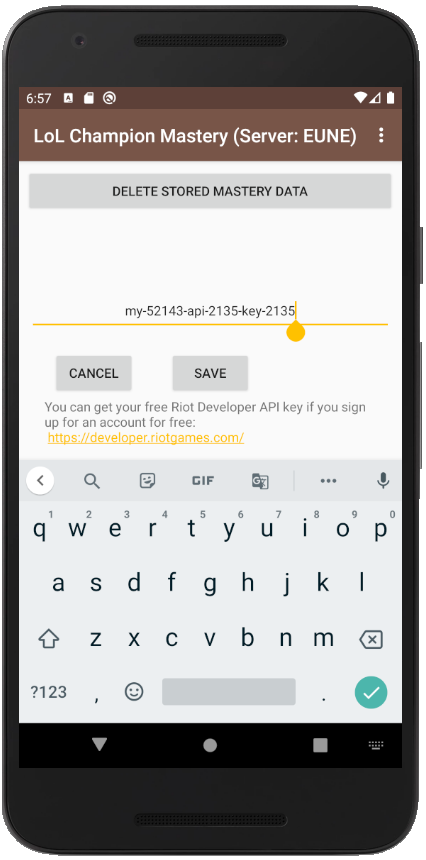 6:57
LoL Champion Mastery (Server: EUNE)
DELETE STORED MASTERY DATA
my-52143-api-2135-key-2135
CANCEL SAVE
You can get your free Riot Developer API key if you sign
up for an account for free:
https://developer.riotgames.com/
GIF
1 2 3 4 5 6 7 8 9 0
q w e r t y u i o p
a s d f g h j k l
z x c v b n m
?123 , .